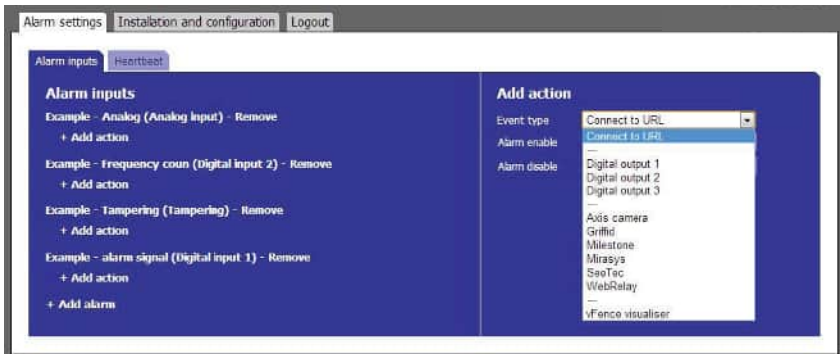 Alarm settings Installation and configuration Logout
Alarm inputs Heartbeat
Alarm inputs
Example - Analog (Analog input) - Remove
+ Add action
Example - Frequency coun (Digital input 2) - Remove
+ Add action
Example - Tampering (Tampering) - Remove
+ Add action
Example - alarm signal (Digital input 1) - Remove
+ Add action
+ Add alarm
Add action
Event type Connect to URL
Connect to URL
Alarm enable
---
Alarm disable
Digital output 1
Digital output 2
Digital output 3
---
Axis camera
Griffid
Milestone
Mirasys
SeeTec
WebRelay
---
vFence visualiser